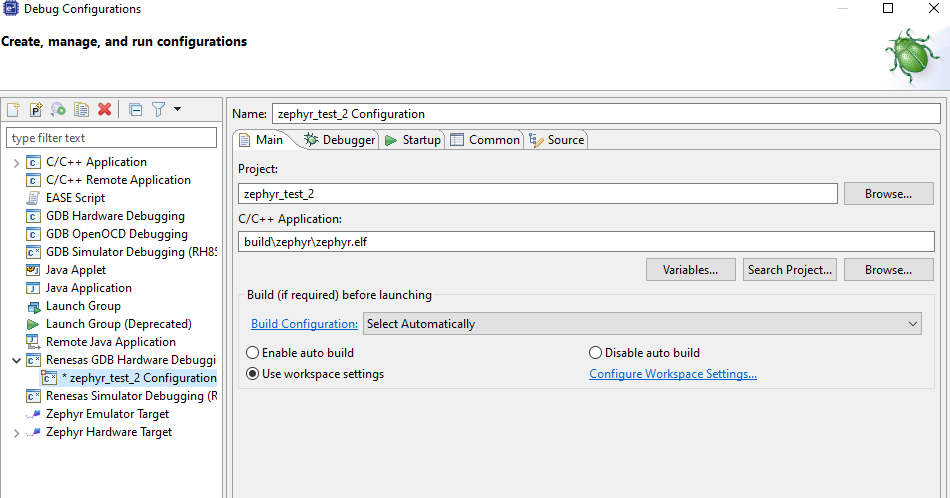 Debug Configurations
Create, manage, and run configurations
type filter text
C/C++ Application
C/C++ Remote Application
EASE Script
GDB Hardware Debugging
GDB OpenOCD Debugging
GDB Simulator Debugging (RH85
Java Applet
Java Application
Launch Group
Launch Group (Deprecated)
Remote Java Application
Renesas GDB Hardware Debuggi
* zephyr_test_2 Configuration
Renesas Simulator Debugging (R
Zephyr Emulator Target
Zephyr Hardware Target
Name: zephyr_test_2 Configuration
Main Debugger Startup Common Source
Project:
zephyr_test_2 Browse...
C/C++ Application:
build\zephyr\zephyr.elf
Variables... Search Project... Browse...
Build (if required) before launching
Build Configuration: Select Automatically
Enable auto build Disable auto build
Use workspace settings Configure Workspace Settings...